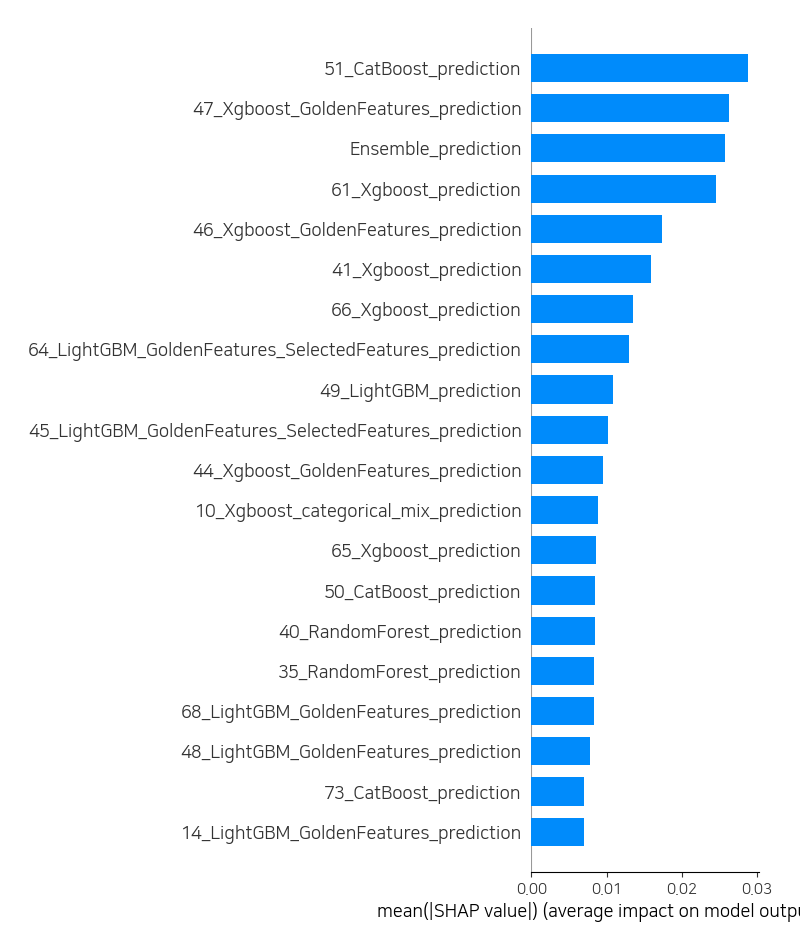 51_CatBoost_prediction
47_Xgboost_GoldenFeatures_prediction
Ensemble_prediction
61_Xgboost_prediction
46_Xgboost_GoldenFeatures_prediction
41_Xgboost_prediction
66_Xgboost_prediction
64_LightGBM_GoldenFeatures_SelectedFeatures_prediction
49_LightGBM_prediction
45_LightGBM_GoldenFeatures_SelectedFeatures_prediction
44_Xgboost_GoldenFeatures_prediction
10_Xgboost_categorical_mix_prediction
65_Xgboost_prediction
50_CatBoost_prediction
40_RandomForest_prediction
35_RandomForest_prediction
68_LightGBM_GoldenFeatures_prediction
48_LightGBM_GoldenFeatures_prediction
73_CatBoost_prediction
14_LightGBM_GoldenFeatures_prediction
0.00 0.01 0.02 0.03
mean(|SHAP value|) (average impact on model outpu